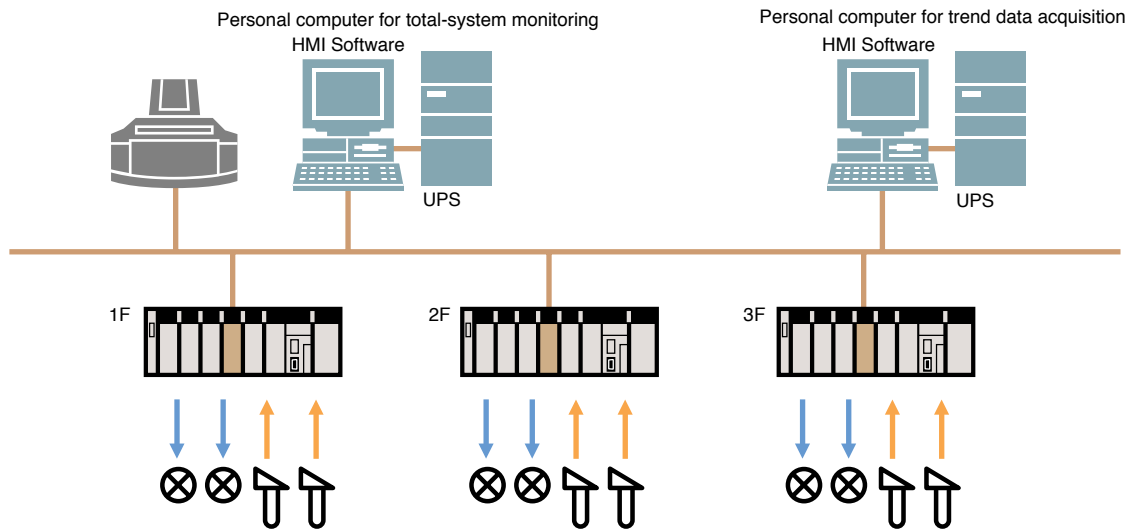 Personal computer for total-system monitoring
HMI Software
UPS
Personal computer for trend data acquisition
HMI Software
UPS
1F
2F
3F